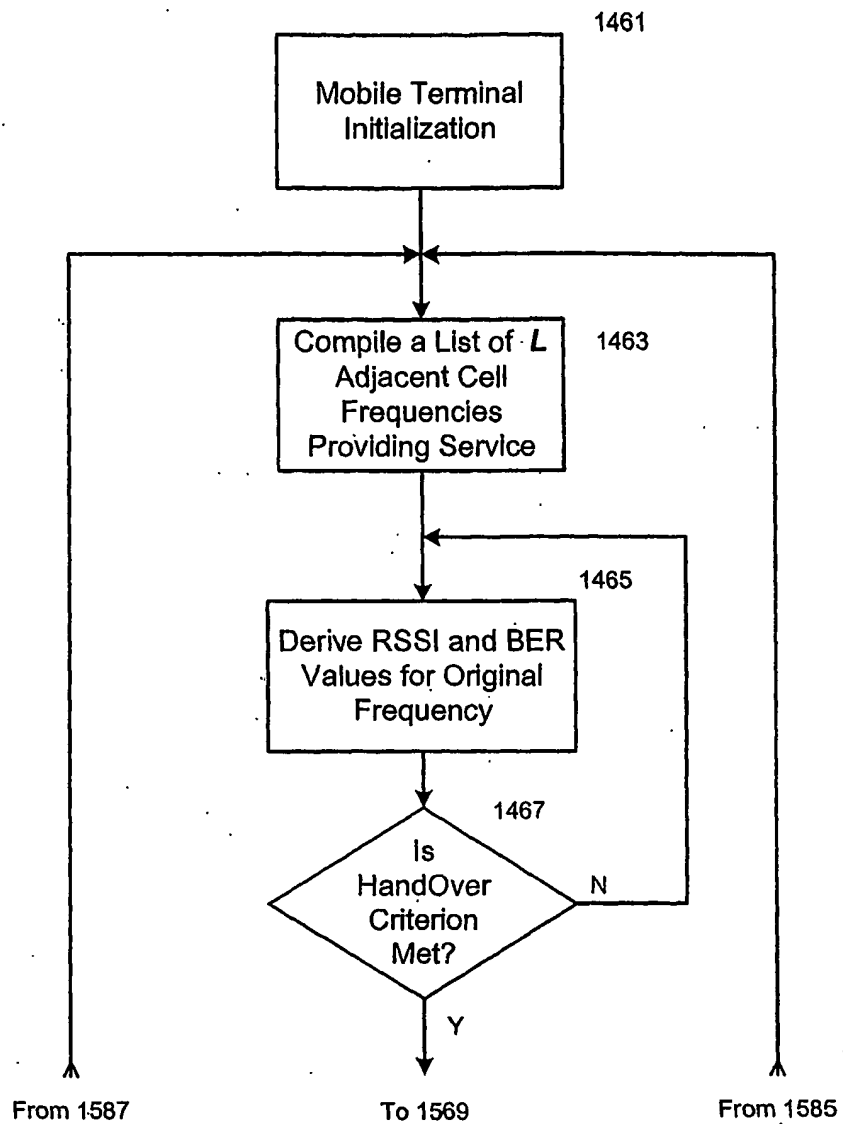 1461
Mobile Terminal
Initialization
Compile a List of L
Adjacent Cell
Frequencies
Providing Service
1463
1465
Derive RSSI and BER
Values for Original
Frequency
1467
Is
HandOver
Criterion
Met?
N
Y
From 1587
To 1569
From 1585